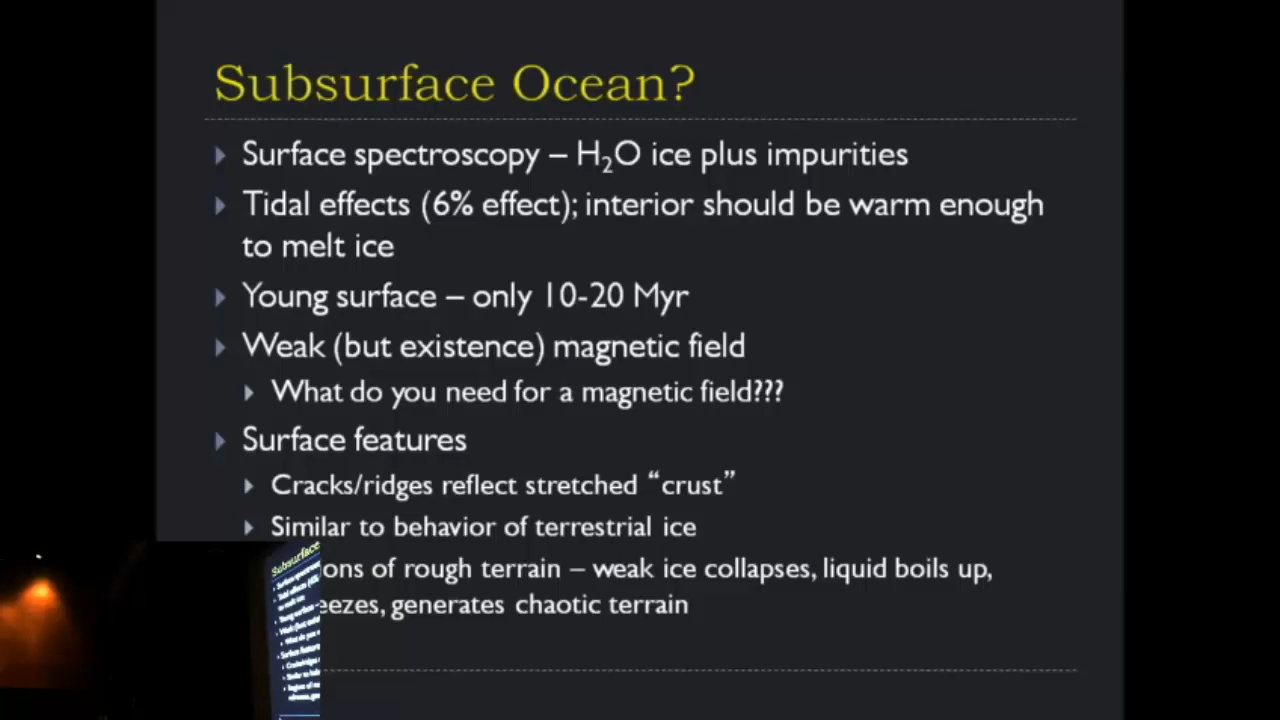 Subsurface Ocean?
Surface spectroscopy – H₂O ice plus impurities
Tidal effects (6% effect); interior should be warm enough
to melt ice
Young surface – only 10-20 Myr
Weak (but existence) magnetic field
What do you need for a magnetic field???
Surface features
Cracks/ridges reflect stretched “crust”
Similar to behavior of terrestrial ice
of rough terrain – weak ice collapses, liquid boils up,
generates chaotic terrain
Subsurface